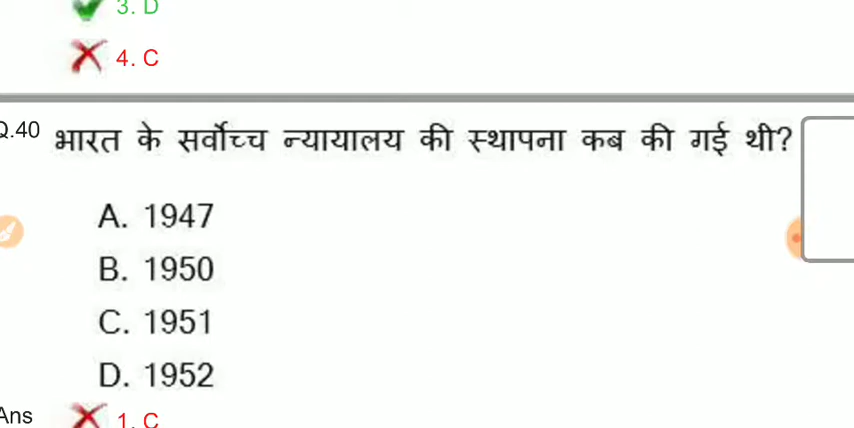 3. D
4. C
Q.40 भारत के सर्वोच्च न्यायालय की स्थापना कब की गई थी?
A. 1947
B. 1950
C. 1951
D. 1952
Ans 1. C